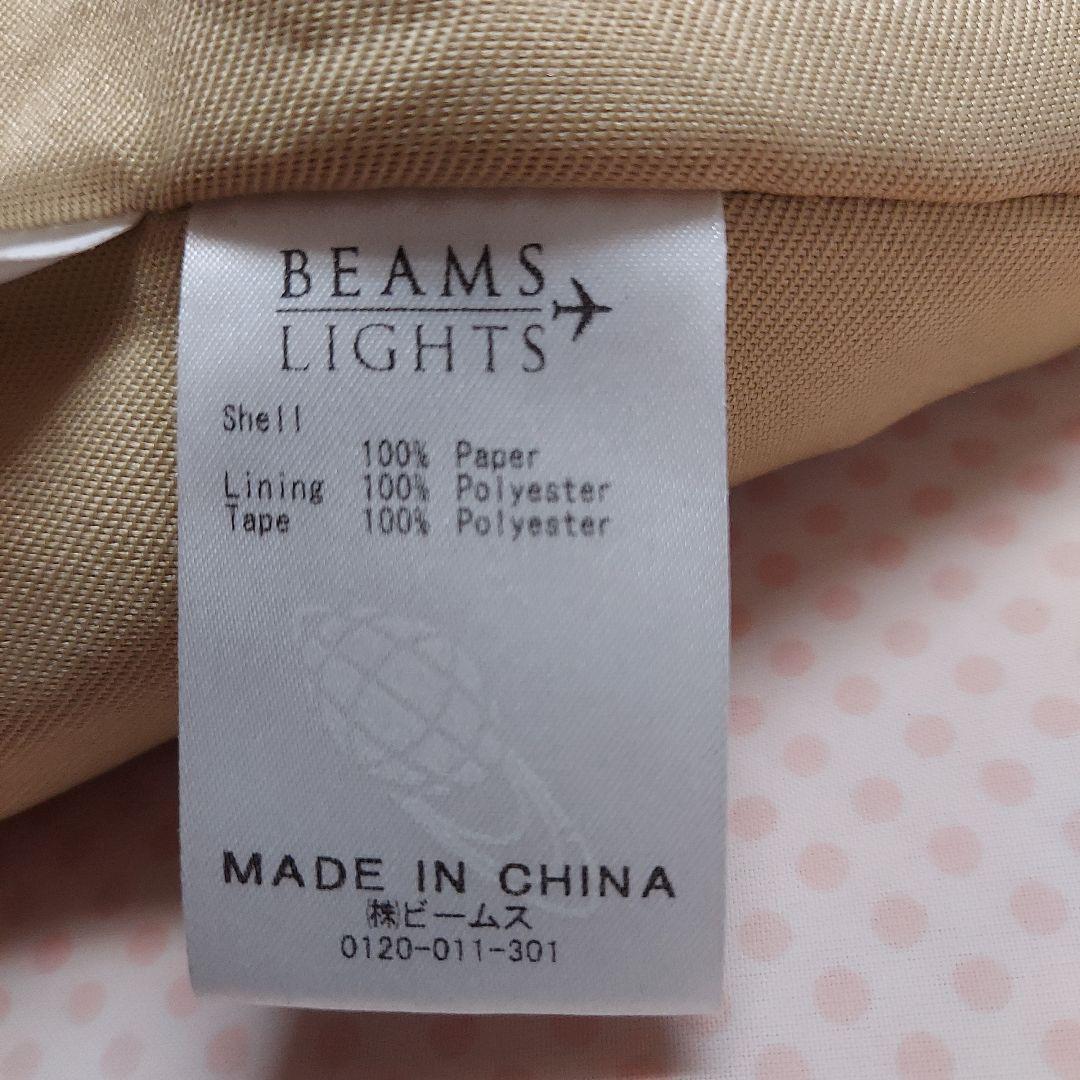 BEAMS
LIGHTS
Shell
100% Paper
Lining 100% Polyester
Tape 100% Polyester
MADE IN CHINA
㈱ビームス
0120-011-301